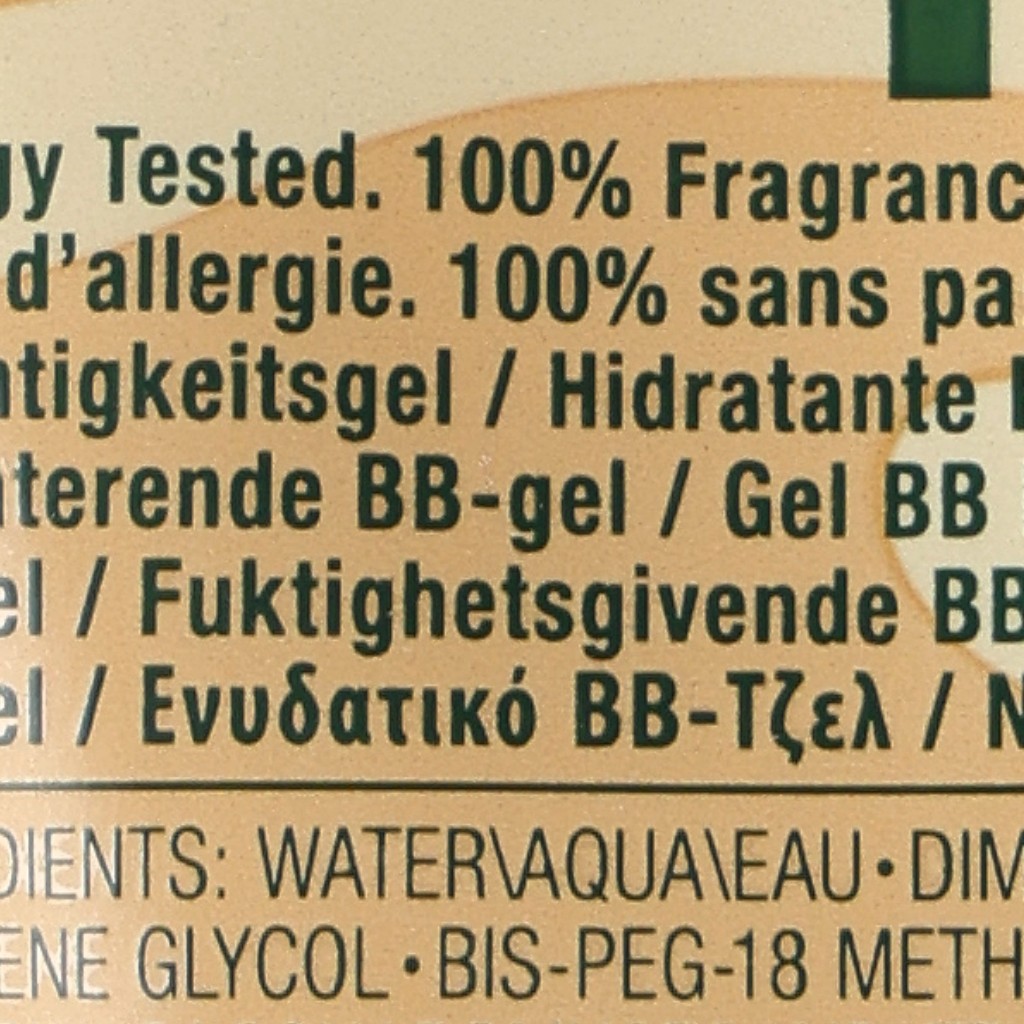 gy Tested. 100% Fragranc
d’allergie. 100% sans pa
tigkeitsgel / Hidratante
terende BB-gel / Gel BB
el / Fuktighetsgivende BB
el / Ενυδατικό BB-Τζελ / N
DIENTS: WATER\AQUA\EAU • DIM
ENE GLYCOL • BIS-PEG-18 METH